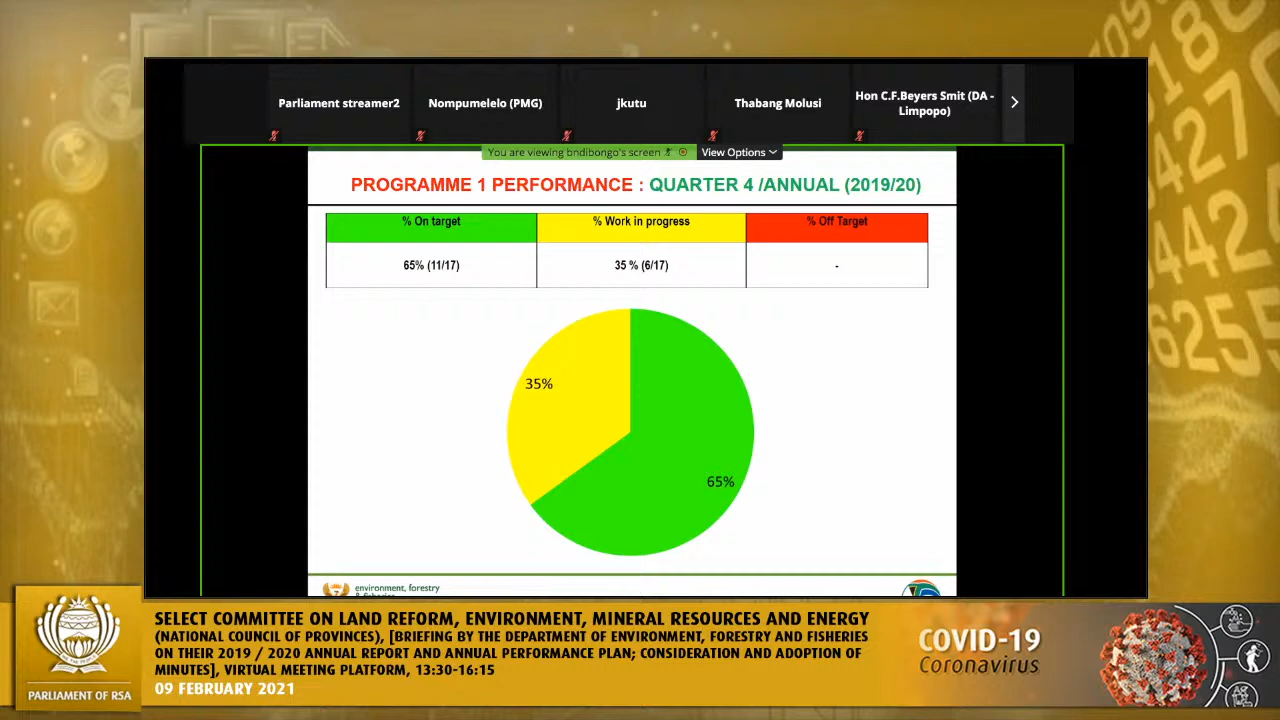 Parliament streamer2
Nompumelelo (PMG)
jkutu
Thabang Molusi
Hon C.F.Beyers Smit (DA -
Limpopo)
You are viewing bndibongo's screen
View Options
PROGRAMME 1 PERFORMANCE : QUARTER 4 /ANNUAL (2019/20)
% On target
% Work in progress
% Off Target
65% (11/17)
35 % (6/17)
-
35%
65%
environment, forestry
& fisheries
SELECT COMMITTEE ON LAND REFORM, ENVIRONMENT, MINERAL RESOURCES AND ENERGY
(NATIONAL COUNCIL OF PROVINCES), [BRIEFING BY THE DEPARTMENT OF ENVIRONMENT, FORESTRY AND FISHERIES
ON THEIR 2019 / 2020 ANNUAL REPORT AND ANNUAL PERFORMANCE PLAN; CONSIDERATION AND ADOPTION OF
MINUTES], VIRTUAL MEETING PLATFORM, 13:30-16:15
09 FEBRUARY 2021
PARLIAMENT OF RSA
COVID-19
Coronavirus